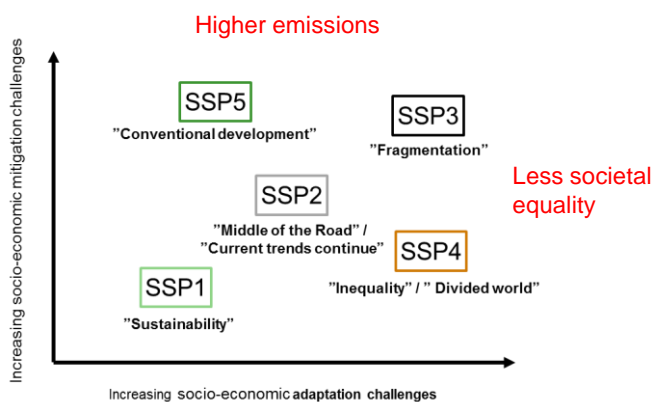 Higher emissions
Increasing socio-economic mitigation challenges
SSP5
"Conventional development"
SSP3
"Fragmentation"
Less societal
equality
SSP2
"Middle of the Road" /
"Current trends continue"
SSP4
"Inequality" / " Divided world"
SSP1
"Sustainability"
Increasing socio-economic adaptation challenges